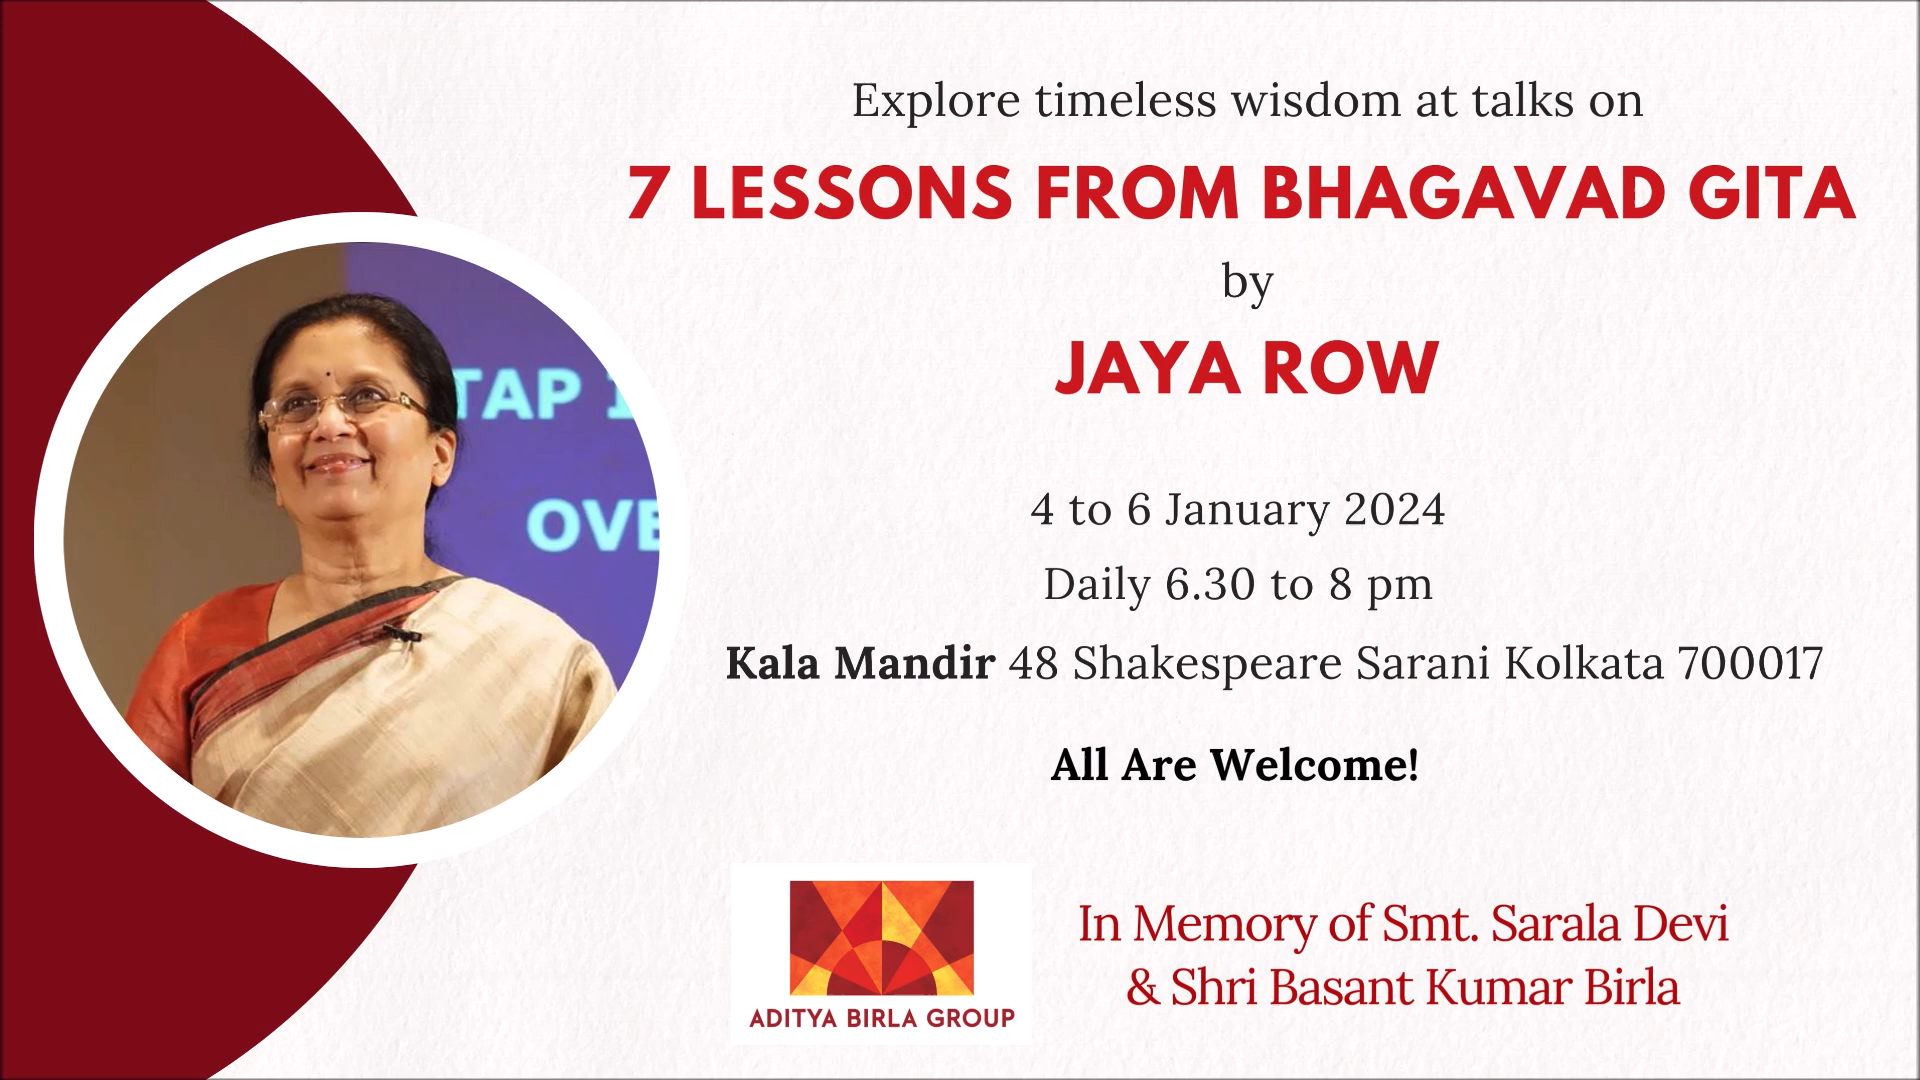 Explore timeless wisdom at talks on
7 LESSONS FROM BHAGAVAD GITA
by
JAYA ROW
TAP
OVE
4 to 6 January 2024
Daily 6.30 to 8 pm
Kala Mandir 48 Shakespeare Sarani Kolkata 700017
All Are Welcome!
ADITYA BIRLA GROUP
In Memory of Smt. Sarala Devi
& Shri Basant Kumar Birla